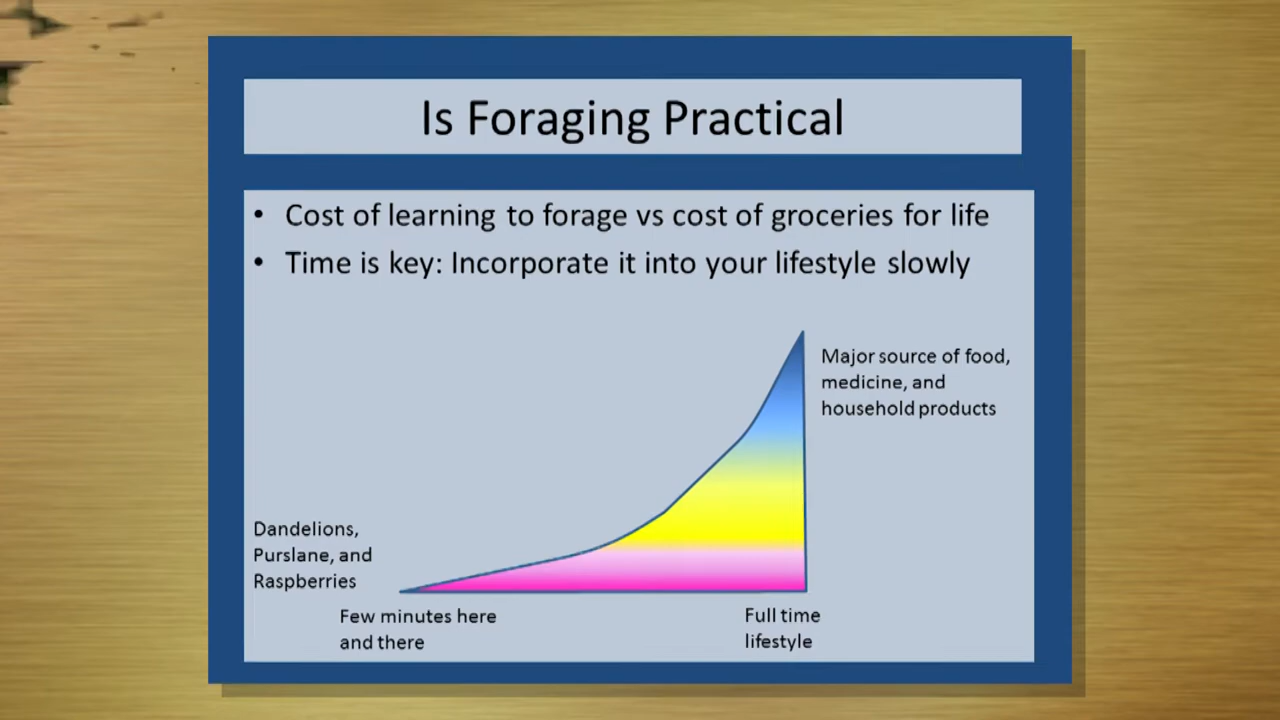 Is Foraging Practical
• Cost of learning to forage vs cost of groceries for life
• Time is key: Incorporate it into your lifestyle slowly
Major source of food,
medicine, and
household products
Dandelions,
Purslane, and
Raspberries
Few minutes here
and there
Full time
lifestyle